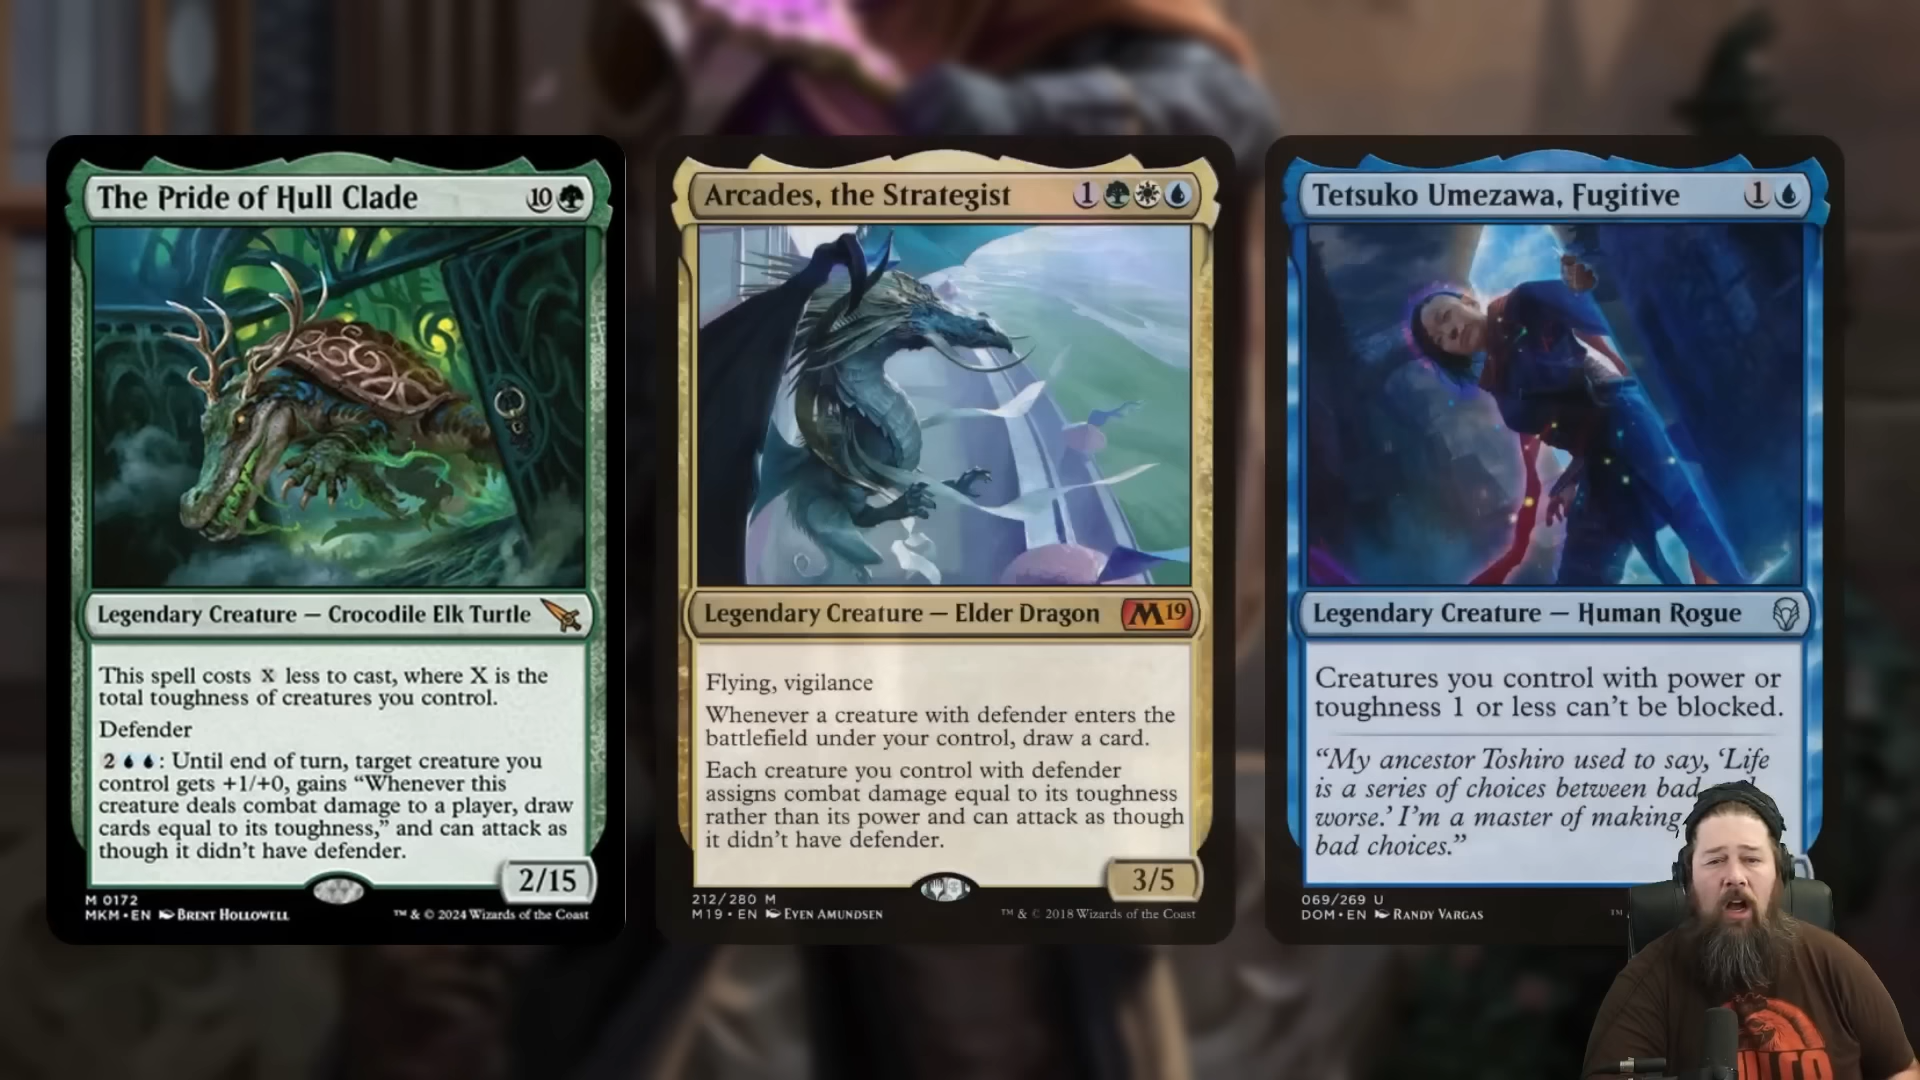 The Pride of Hull Clade 10
Legendary Creature — Crocodile Elk Turtle
This spell costs X less to cast, where X is the
total toughness of creatures you control.
Defender
2 : Until end of turn, target creature you
control gets +1/+0, gains “Whenever this
creature deals combat damage to a player, draw
cards equal to its toughness,” and can attack as
though it didn't have defender.
2/15
M 0172
MKM • EN BRENT HOLLOWELL
™ & © 2024 Wizards of the Coast
Arcades, the Strategist 1
Legendary Creature — Elder Dragon M19
Flying, vigilance
Whenever a creature with defender enters the
battlefield under your control, draw a card.
Each creature you control with defender
assigns combat damage equal to its toughness
rather than its power and can attack as though
it didn't have defender.
3/5
212/280 M
M19 • EN EVEN AMUNDSEN
™ & © 2018 Wizards of the Coast
Tetsuko Umezawa, Fugitive 1
Legendary Creature — Human Rogue
Creatures you control with power or
toughness 1 or less can't be blocked.
“My ancestor Toshiro used to say, ‘Life
is a series of choices between bad
worse.’ I'm a master of making
bad choices.”
069/269 U
DOM • EN RANDY VARGAS
™